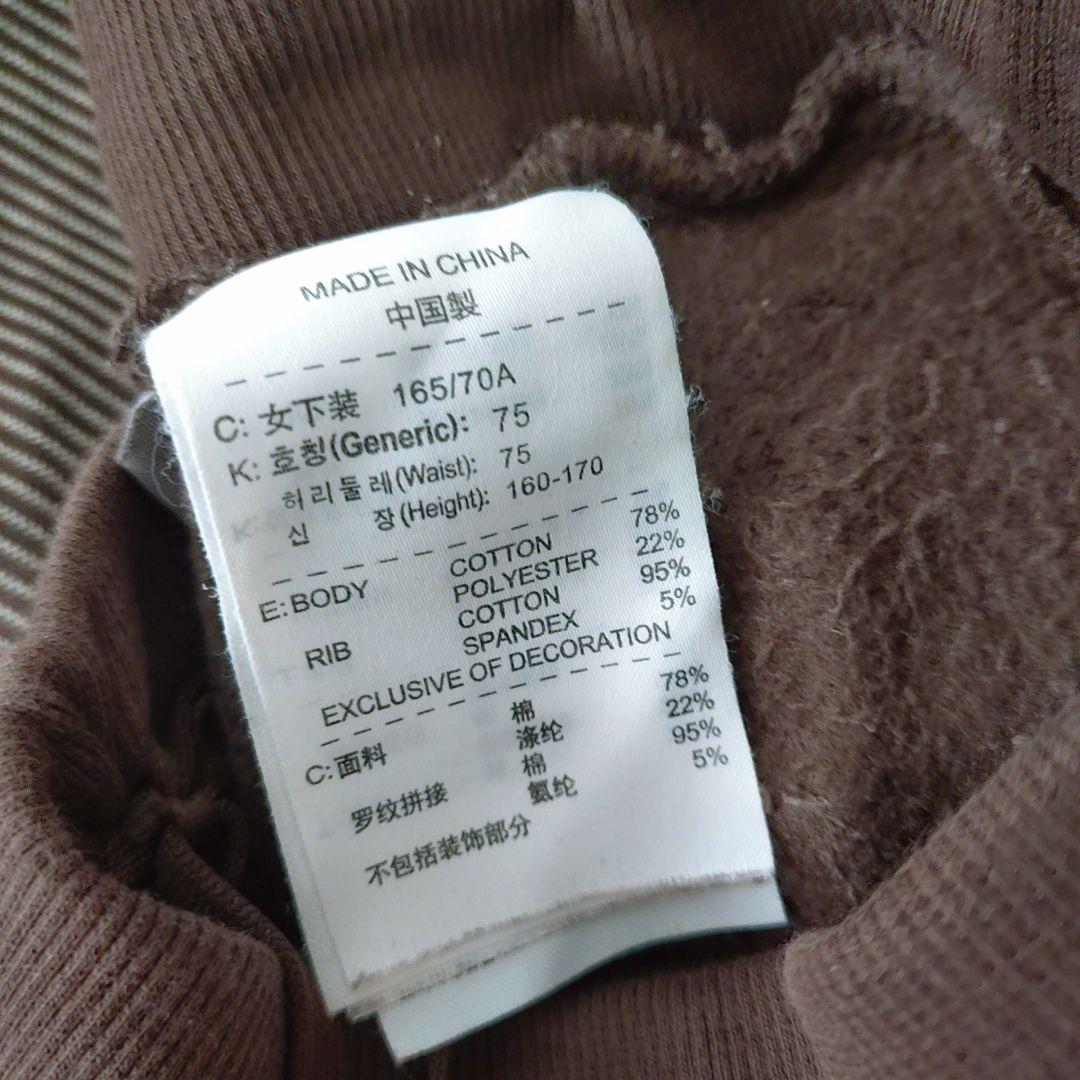 MADE IN CHINA
中国製
C: 女下装 165/70A
K: 호칭(Generic): 75
허리둘레(Waist): 75
신 장(Height): 160-170
E: BODY COTTON 78%
POLYESTER 22%
RIB COTTON 95%
SPANDEX 5%
EXCLUSIVE OF DECORATION
C: 面料 棉 78%
涤纶 22%
罗纹拼接 棉 95%
氨纶 5%
不包括装饰部分